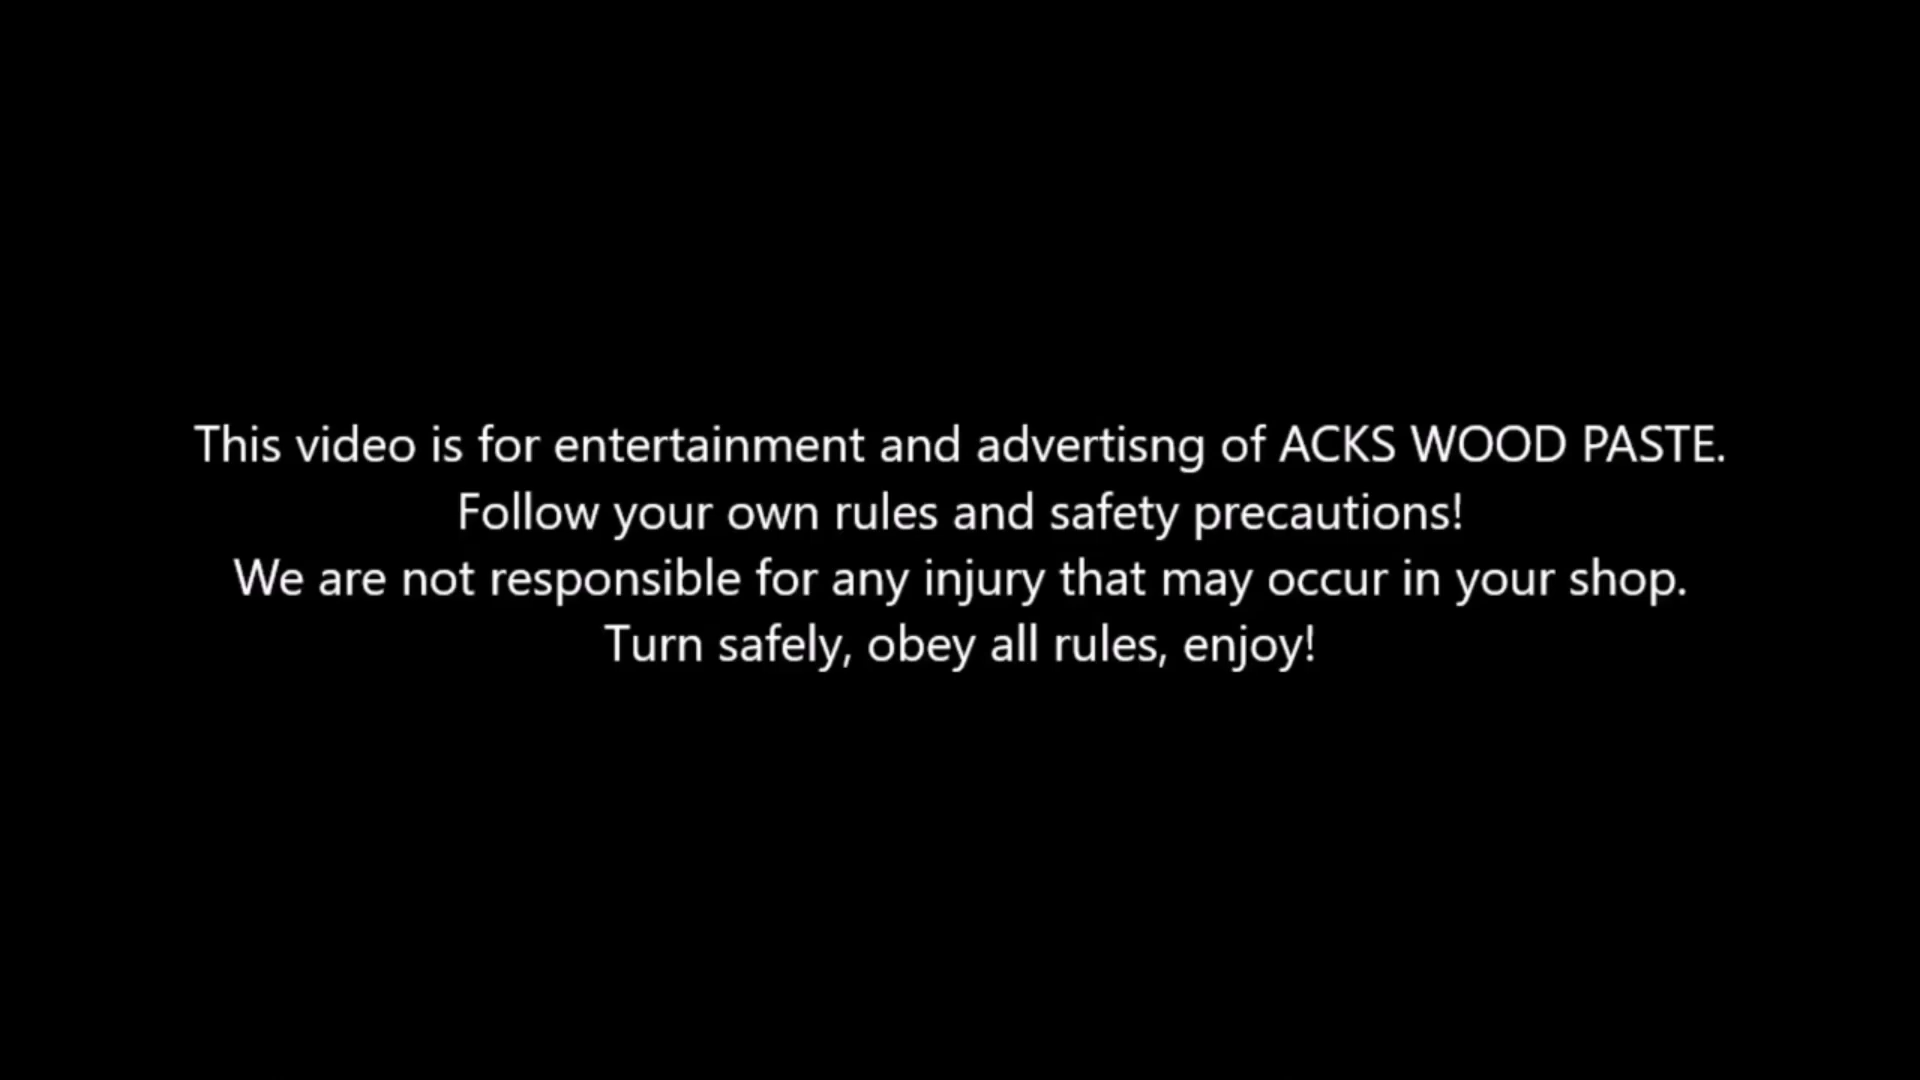 This video is for entertainment and advertisng of ACKS WOOD PASTE.
Follow your own rules and safety precautions!
We are not responsible for any injury that may occur in your shop.
Turn safely, obey all rules, enjoy!